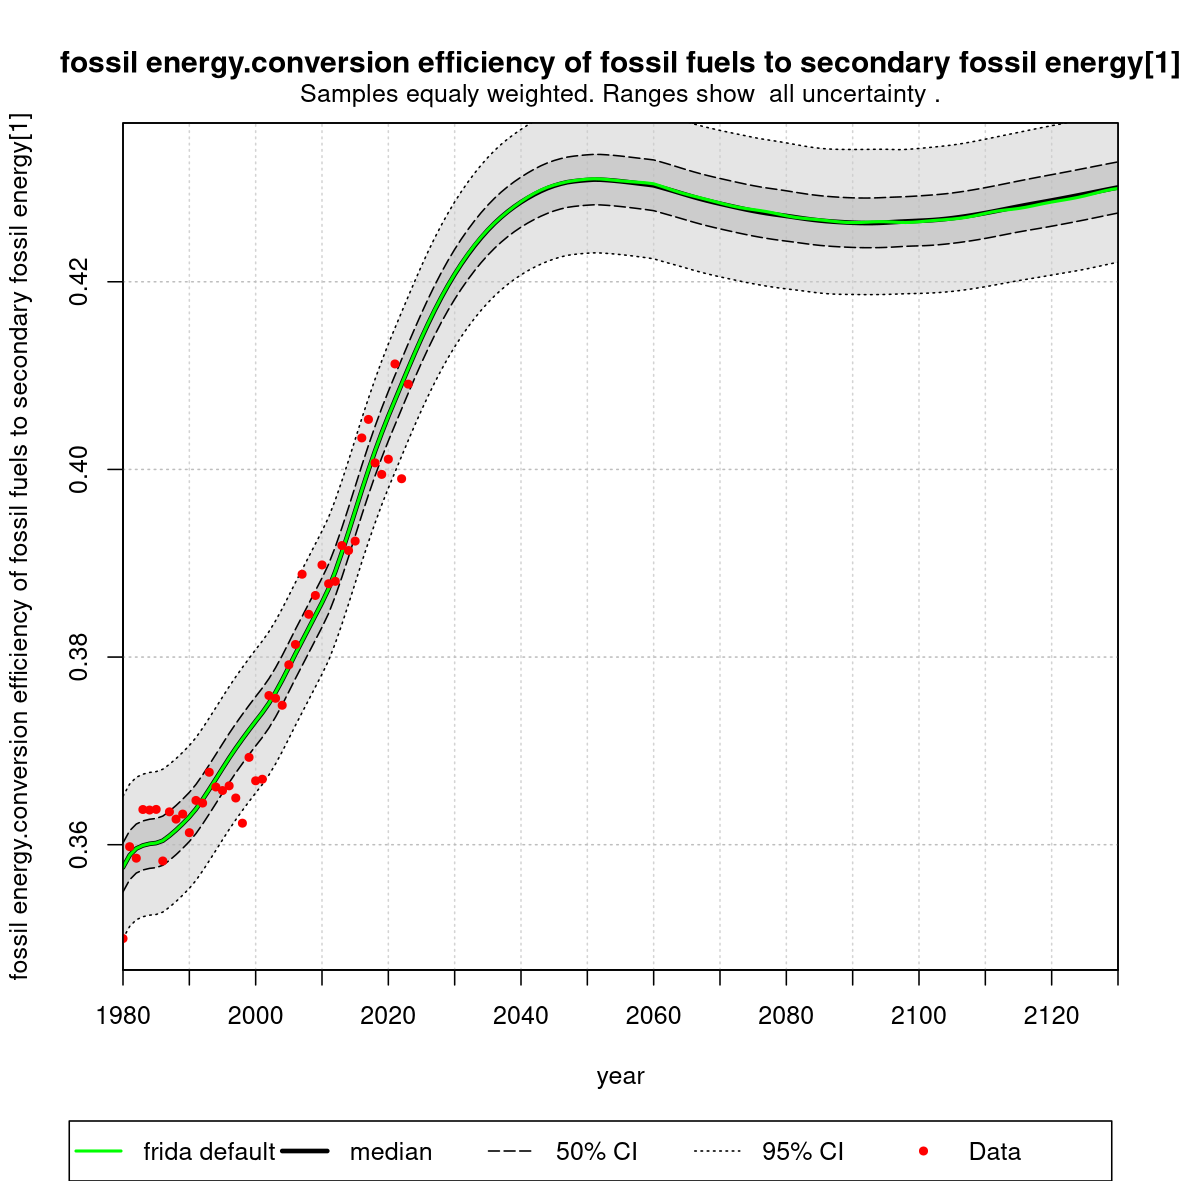 fossil energy.conversion efficiency of fossil fuels to secondary fossil energy[1]
Samples equaly weighted. Ranges show  all uncertainty .
fossil energy.conversion efficiency of fossil fuels to secondary fossil energy[1]
0.42
0.40
0.38
0.36
1980 2000 2020 2040 2060 2080 2100 2120
year
frida default median 50% CI 95% CI Data